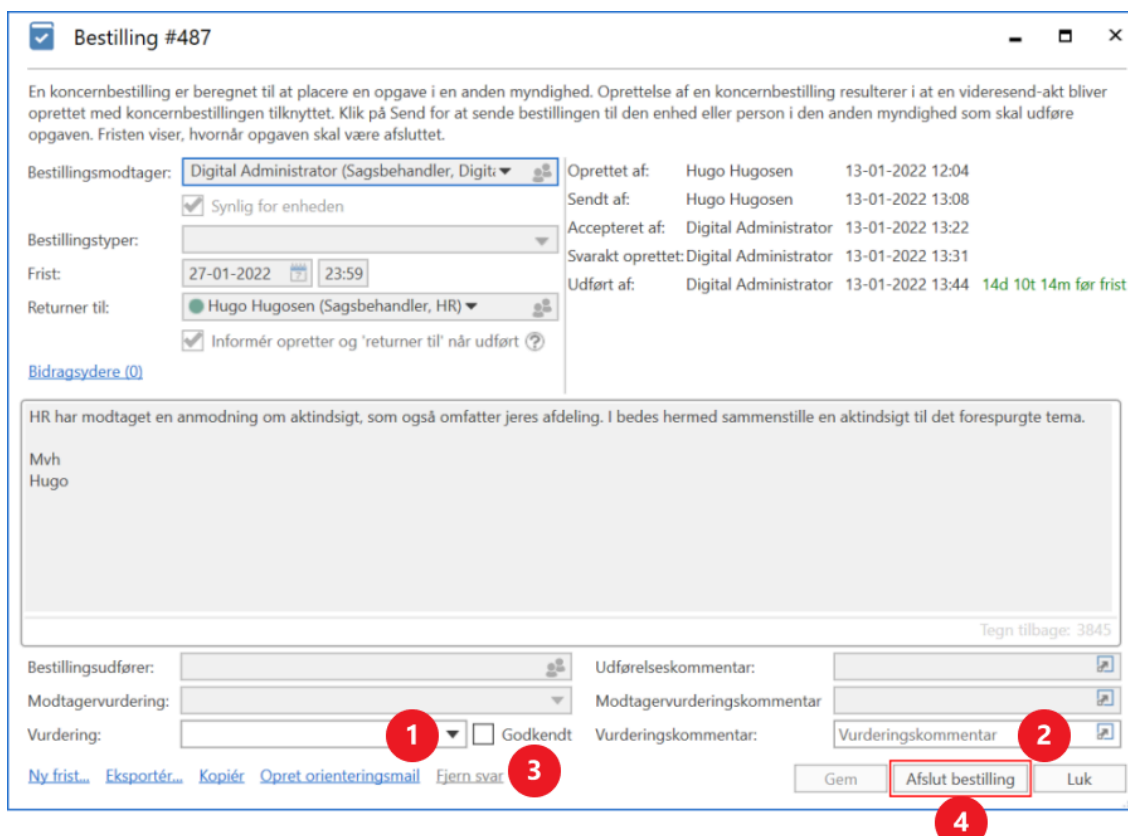 Bestilling #487
En koncernbestilling er beregnet til at placere en opgave i en anden myndighed. Oprettelse af en koncernbestilling resulterer i at en videresend-akt bliver
oprettet med koncernbestillingen tilknyttet. Klik på Send for at sende bestillingen til den enhed eller person i den anden myndighed som skal udføre
opgaven. Fristen viser, hvornår opgaven skal være afsluttet.
Bestillingsmodtager: Digital Administrator (Sagsbehandler, Digit
Synlig for enheden
Bestillingstyper:
Frist: 27-01-2022 23:59
Returner til: Hugo Hugosen (Sagsbehandler, HR)
Informér opretter og 'returner til' når udført ?
Bidragsydere (0)
Oprettet af: Hugo Hugosen 13-01-2022 12:04
Sendt af: Hugo Hugosen 13-01-2022 13:08
Accepteret af: Digital Administrator 13-01-2022 13:22
Svarakt oprettet: Digital Administrator 13-01-2022 13:31
Udført af: Digital Administrator 13-01-2022 13:44 14d 10t 14m før frist
HR har modtaget en anmodning om aktindsigt, som også omfatter jeres afdeling. I bedes hermed sammenstille en aktindsigt til det forespurgte tema.
Mvh
Hugo
Tegn tilbage: 3845
Bestillingsudfører: Udførelseskommentar:
Modtagervurdering: Modtagervurderingskommentar
Vurdering: 1 Godkendt Vurderingskommentar: Vurderingskommentar 2
Ny frist... Eksportér... Kopiér Opret orienteringsmail Fjern svar 3 Gem Afslut bestilling Luk
4